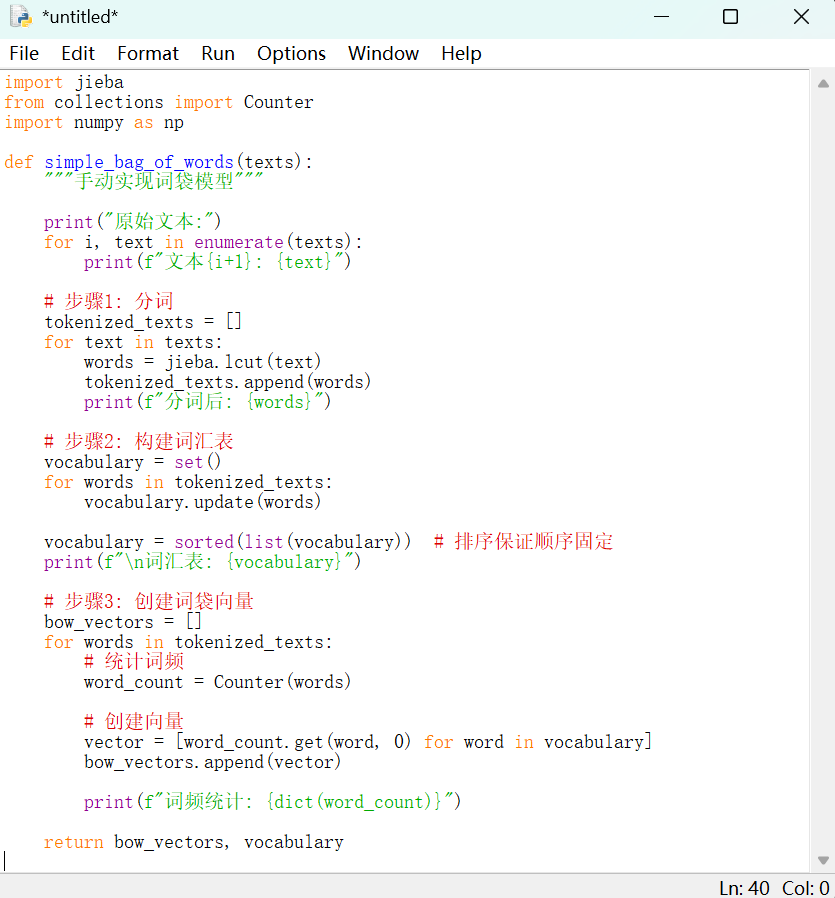 *untitled*
File Edit Format Run Options Window Help
import jieba
from collections import Counter
import numpy as np

def simple_bag_of_words(texts):
    """手动实现词袋模型"""

    print("原始文本:")
    for i, text in enumerate(texts):
        print(f"文本{i+1}: {text}")

    # 步骤1: 分词
    tokenized_texts = []
    for text in texts:
        words = jieba.lcut(text)
        tokenized_texts.append(words)
        print(f"分词后: {words}")

    # 步骤2: 构建词汇表
    vocabulary = set()
    for words in tokenized_texts:
        vocabulary.update(words)

    vocabulary = sorted(list(vocabulary))  # 排序保证顺序固定
    print(f"\n词汇表: {vocabulary}")

    # 步骤3: 创建词袋向量
    bow_vectors = []
    for words in tokenized_texts:
        # 统计词频
        word_count = Counter(words)

        # 创建向量
        vector = [word_count.get(word, 0) for word in vocabulary]
        bow_vectors.append(vector)

        print(f"词频统计: {dict(word_count)}")

    return bow_vectors, vocabulary
Ln: 40 Col: 0